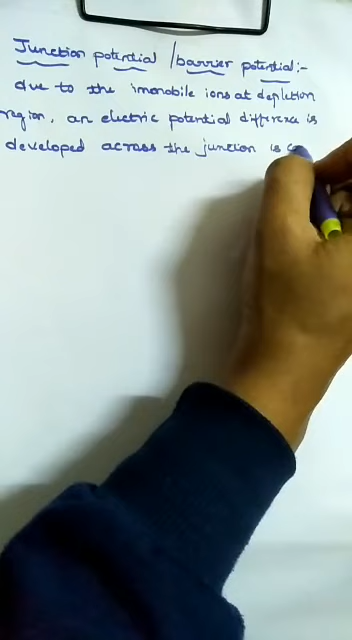 Junction potential / barrier potential:-
due to the immobile ions at depletion
region, an electric potential difference is
developed across the junction is